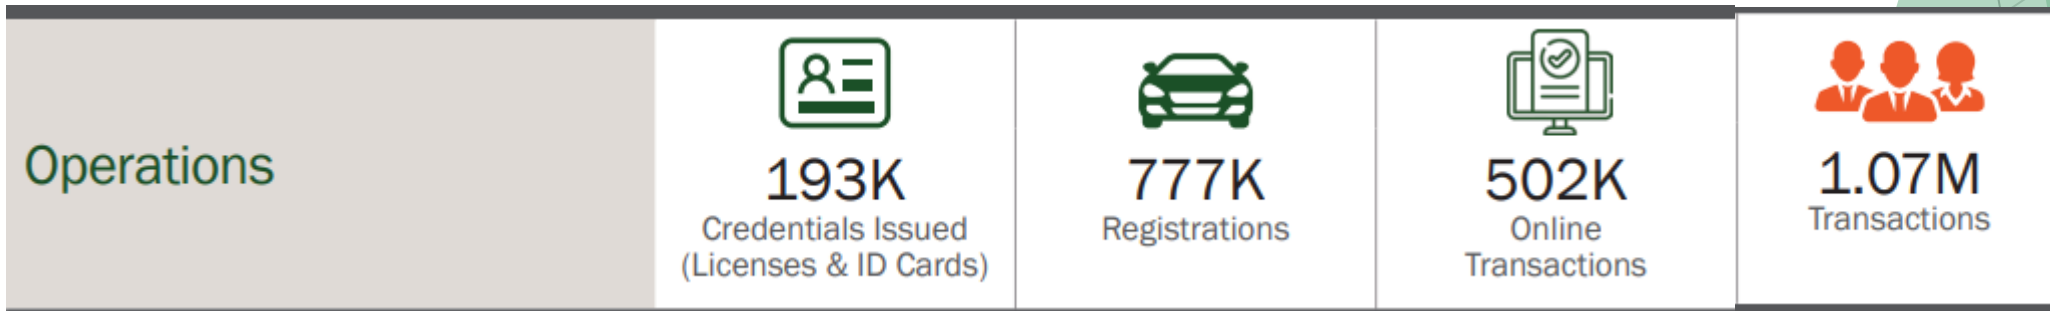 Operations
193K
Credentials Issued
(Licenses & ID Cards)
777K
Registrations
502K
Online
Transactions
1.07M
Transactions